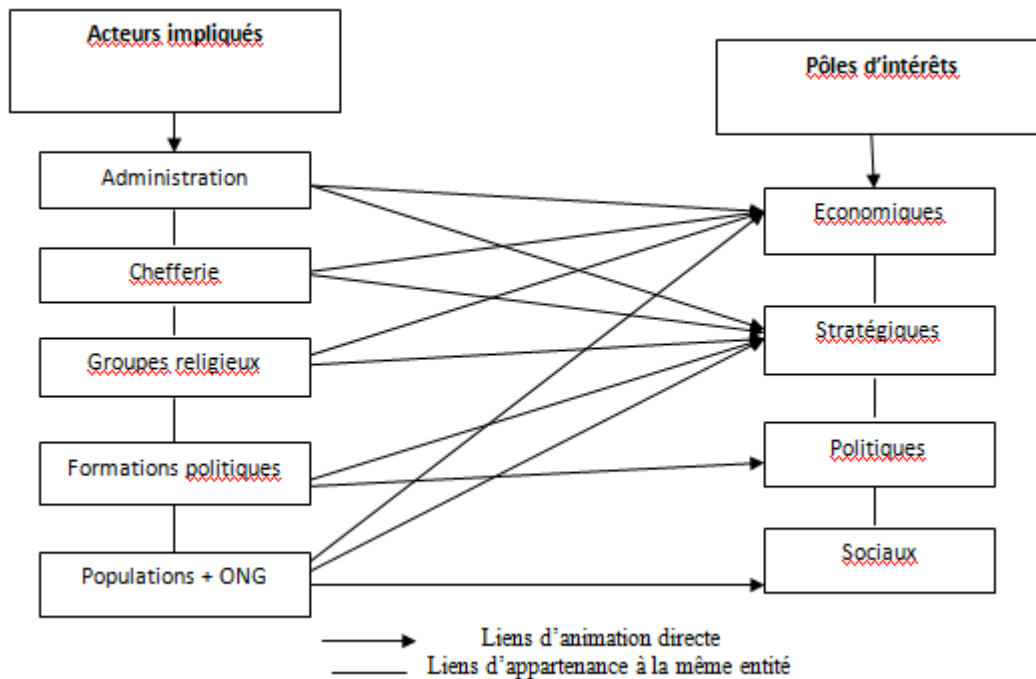 Acteurs impliqués
Pôles d’intérêts
Administration
Economiques
Chefferie
Stratégiques
Groupes religieux
Politiques
Formations politiques
Sociaux
Populations + ONG
Liens d’animation directe
Liens d’appartenance à la même entité